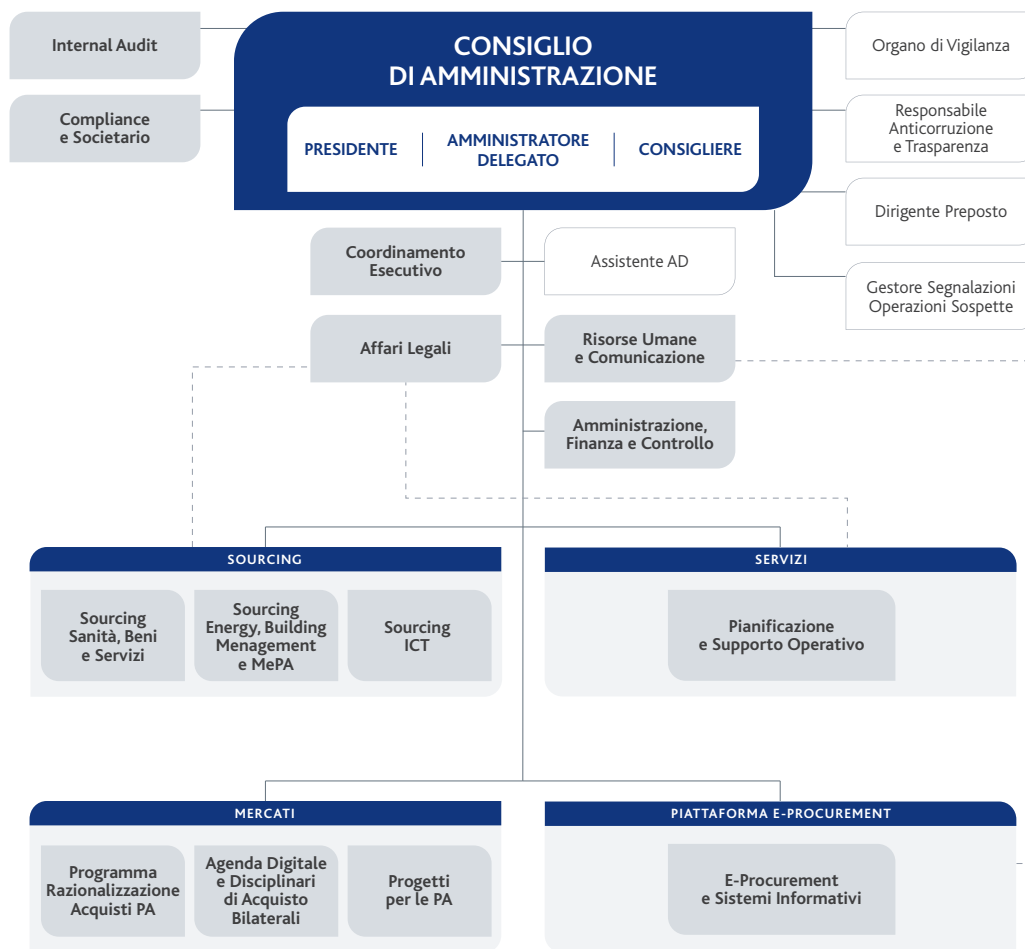 Internal Audit
Compliance
e Societario
CONSIGLIO
DI AMMINISTRAZIONE
PRESIDENTE
AMMINISTRATORE
DELEGATO
CONSIGLIERE
Organo di Vigilanza
Responsabile
Anticorruzione
e Trasparenza
Dirigente Preposto
Gestore Segnalazioni
Operazioni Sospette
Coordinamento
Esecutivo
Assistente AD
Affari Legali
Risorse Umane
e Comunicazione
Amministrazione,
Finanza e Controllo
SOURCING
Sourcing
Sanità, Beni
e Servizi
Sourcing
Energy, Building
Menagement
e MePA
Sourcing
ICT
SERVIZI
Pianificazione
e Supporto Operativo
MERCATI
Programma
Razionalizzazione
Acquisti PA
Agenda Digitale
e Disciplinari
di Acquisto
Bilaterali
Progetti
per le PA
PIATTAFORMA E-PROCUREMENT
E-Procurement
e Sistemi Informativi